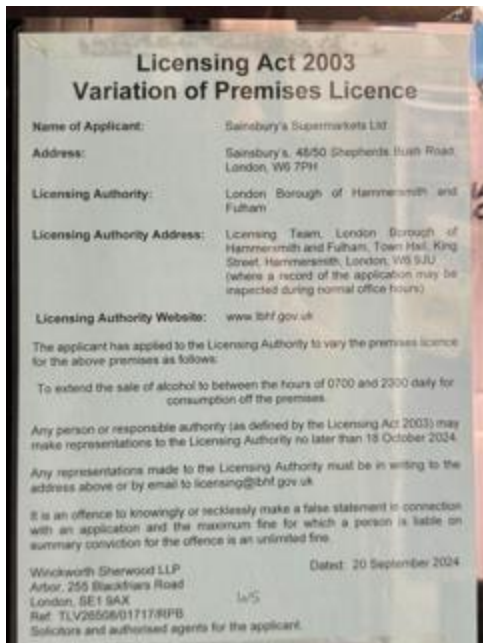 Licensing Act 2003
Variation of Premises Licence
Name of Applicant: Sainsbury's Supermarkets Ltd
Address: Sainsbury's, 48/50 Shepherds Bush Road,
London, W6 7PH
Licensing Authority: London Borough of Hammersmith and
Fulham
Licensing Authority Address: Licensing Team, London Borough of
Hammersmith and Fulham, Town Hall, King
Street, Hammersmith, London, W6 9JU
(where a record of the application may be
inspected during normal office hours)
Licensing Authority Website: www.lbhf.gov.uk
The applicant has applied to the Licensing Authority to vary the premises licence
for the above premises as follows:
To extend the sale of alcohol to between the hours of 0700 and 2300 daily for
consumption off the premises.
Any person or responsible authority (as defined by the Licensing Act 2003) may
make representations to the Licensing Authority no later than 18 October 2024.
Any representations made to the Licensing Authority must be in writing to the
address above or by email to licensing@lbhf.gov.uk
It is an offence to knowingly or recklessly make a false statement in connection
with an application and the maximum fine for which a person is liable on
summary conviction for the offence is an unlimited fine.
Winckworth Sherwood LLP Dated: 20 September 2024
Arbor, 255 Blackfriars Road
London, SE1 9AX WS
Ref: TLV26508/01717/RPB
Solicitors and authorised agents for the applicant.